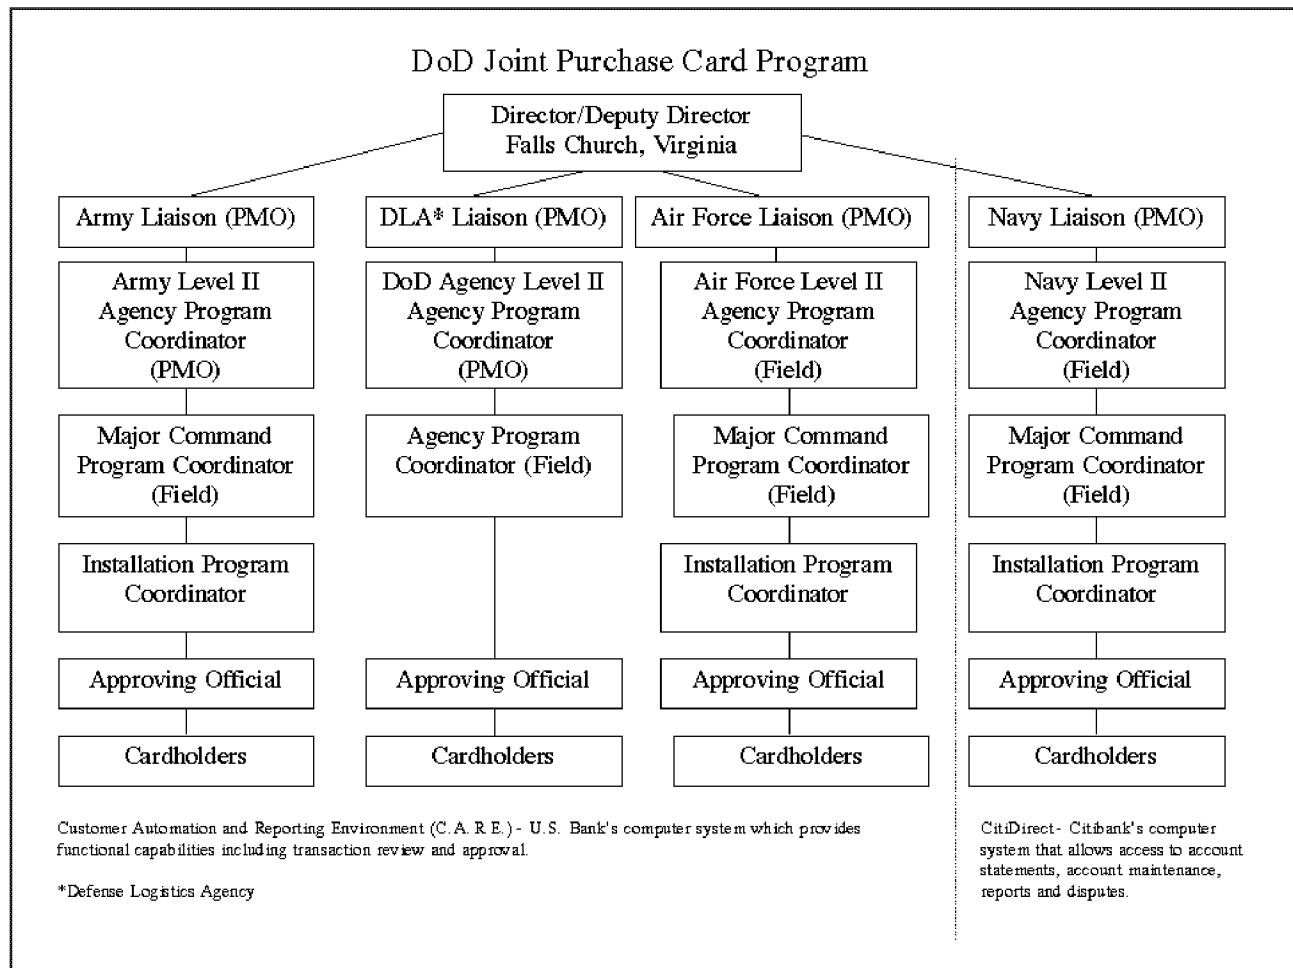 DoD Joint Purchase Card Program
Director/Deputy Director
Falls Church, Virginia
Army Liaison (PMO)
DLA* Liaison (PMO)
Air Force Liaison (PMO)
Navy Liaison (PMO)
Army Level II
Agency Program
Coordinator
(PMO)
DoD Agency Level II
Agency Program
Coordinator
(PMO)
Air Force Level II
Agency Program
Coordinator
(Field)
Navy Level II
Agency Program
Coordinator
(Field)
Major Command
Program Coordinator
(Field)
Agency Program
Coordinator (Field)
Major Command
Program Coordinator
(Field)
Major Command
Program Coordinator
(Field)
Installation Program
Coordinator
Installation Program
Coordinator
Installation Program
Coordinator
Approving Official
Approving Official
Approving Official
Approving Official
Cardholders
Cardholders
Cardholders
Cardholders
Customer Automation and Reporting Environment (C.A.R.E.) - U.S. Bank's computer system which provides
functional capabilities including transaction review and approval.
*Defense Logistics Agency
CitiDirect- Citibank's computer
system that allows access to account
statements, account maintenance,
reports and disputes.